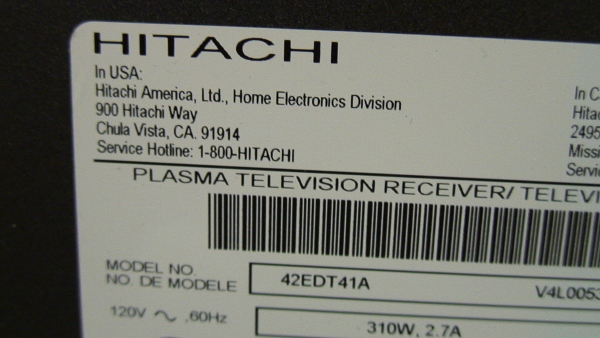 HITACHI
In USA:
Hitachi America, Ltd., Home Electronics Division
900 Hitachi Way
Chula Vista, CA. 91914
Service Hotline: 1-800-HITACHI
In C
Hita
2495
Missi
Servi
PLASMA TELEVISION RECEIVER/ TELEVI
MODEL NO.
NO. DE MODELE
42EDT41A
V4L0053
120V ~ ,60Hz
310W, 2.7A